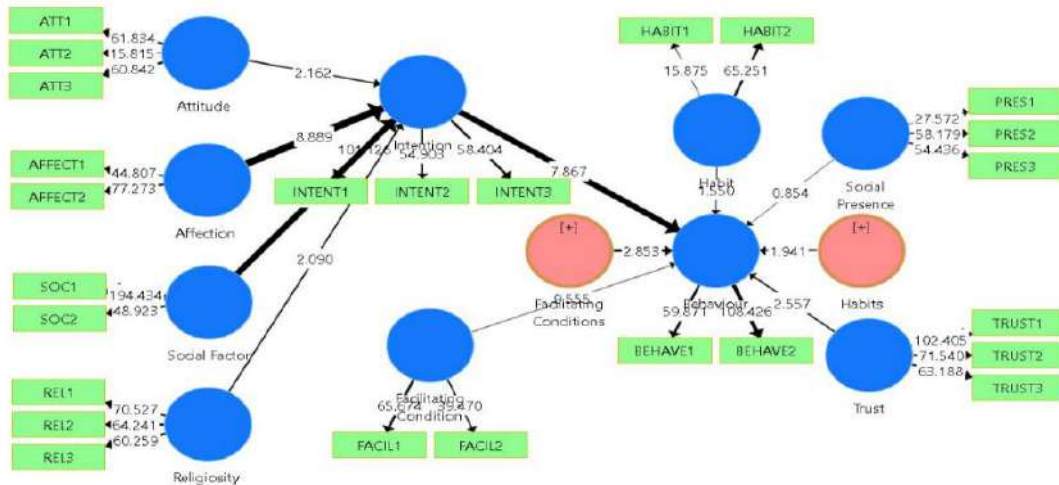 ATT1
ATT2
ATT3
61.834
15.815
60.842
Attitude
2.162
AFFECT1
AFFECT2
44.807
77.273
Affection
8.889
SOC1
SOC2
194.434
48.923
Social Factor
REL1
REL2
REL3
70.527
64.241
60.259
Religiosity
2.090
Intention
101.126
54.903
58.404
INTENT1
INTENT2
INTENT3
7.867
HABIT1
HABIT2
15.875
65.251
Habit
1.550
PRES1
PRES2
PRES3
27.572
58.179
54.436
Social
Presence
0.854
[+]
2.853
Facilitating
Conditions
[+]
1.941
Habits
0.555
Behaviour
59.871
108.426
BEHAVE1
BEHAVE2
2.557
TRUST1
TRUST2
TRUST3
102.405
71.540
63.188
Trust
Facilitating
Condition
65.674
39.470
FACIL1
FACIL2